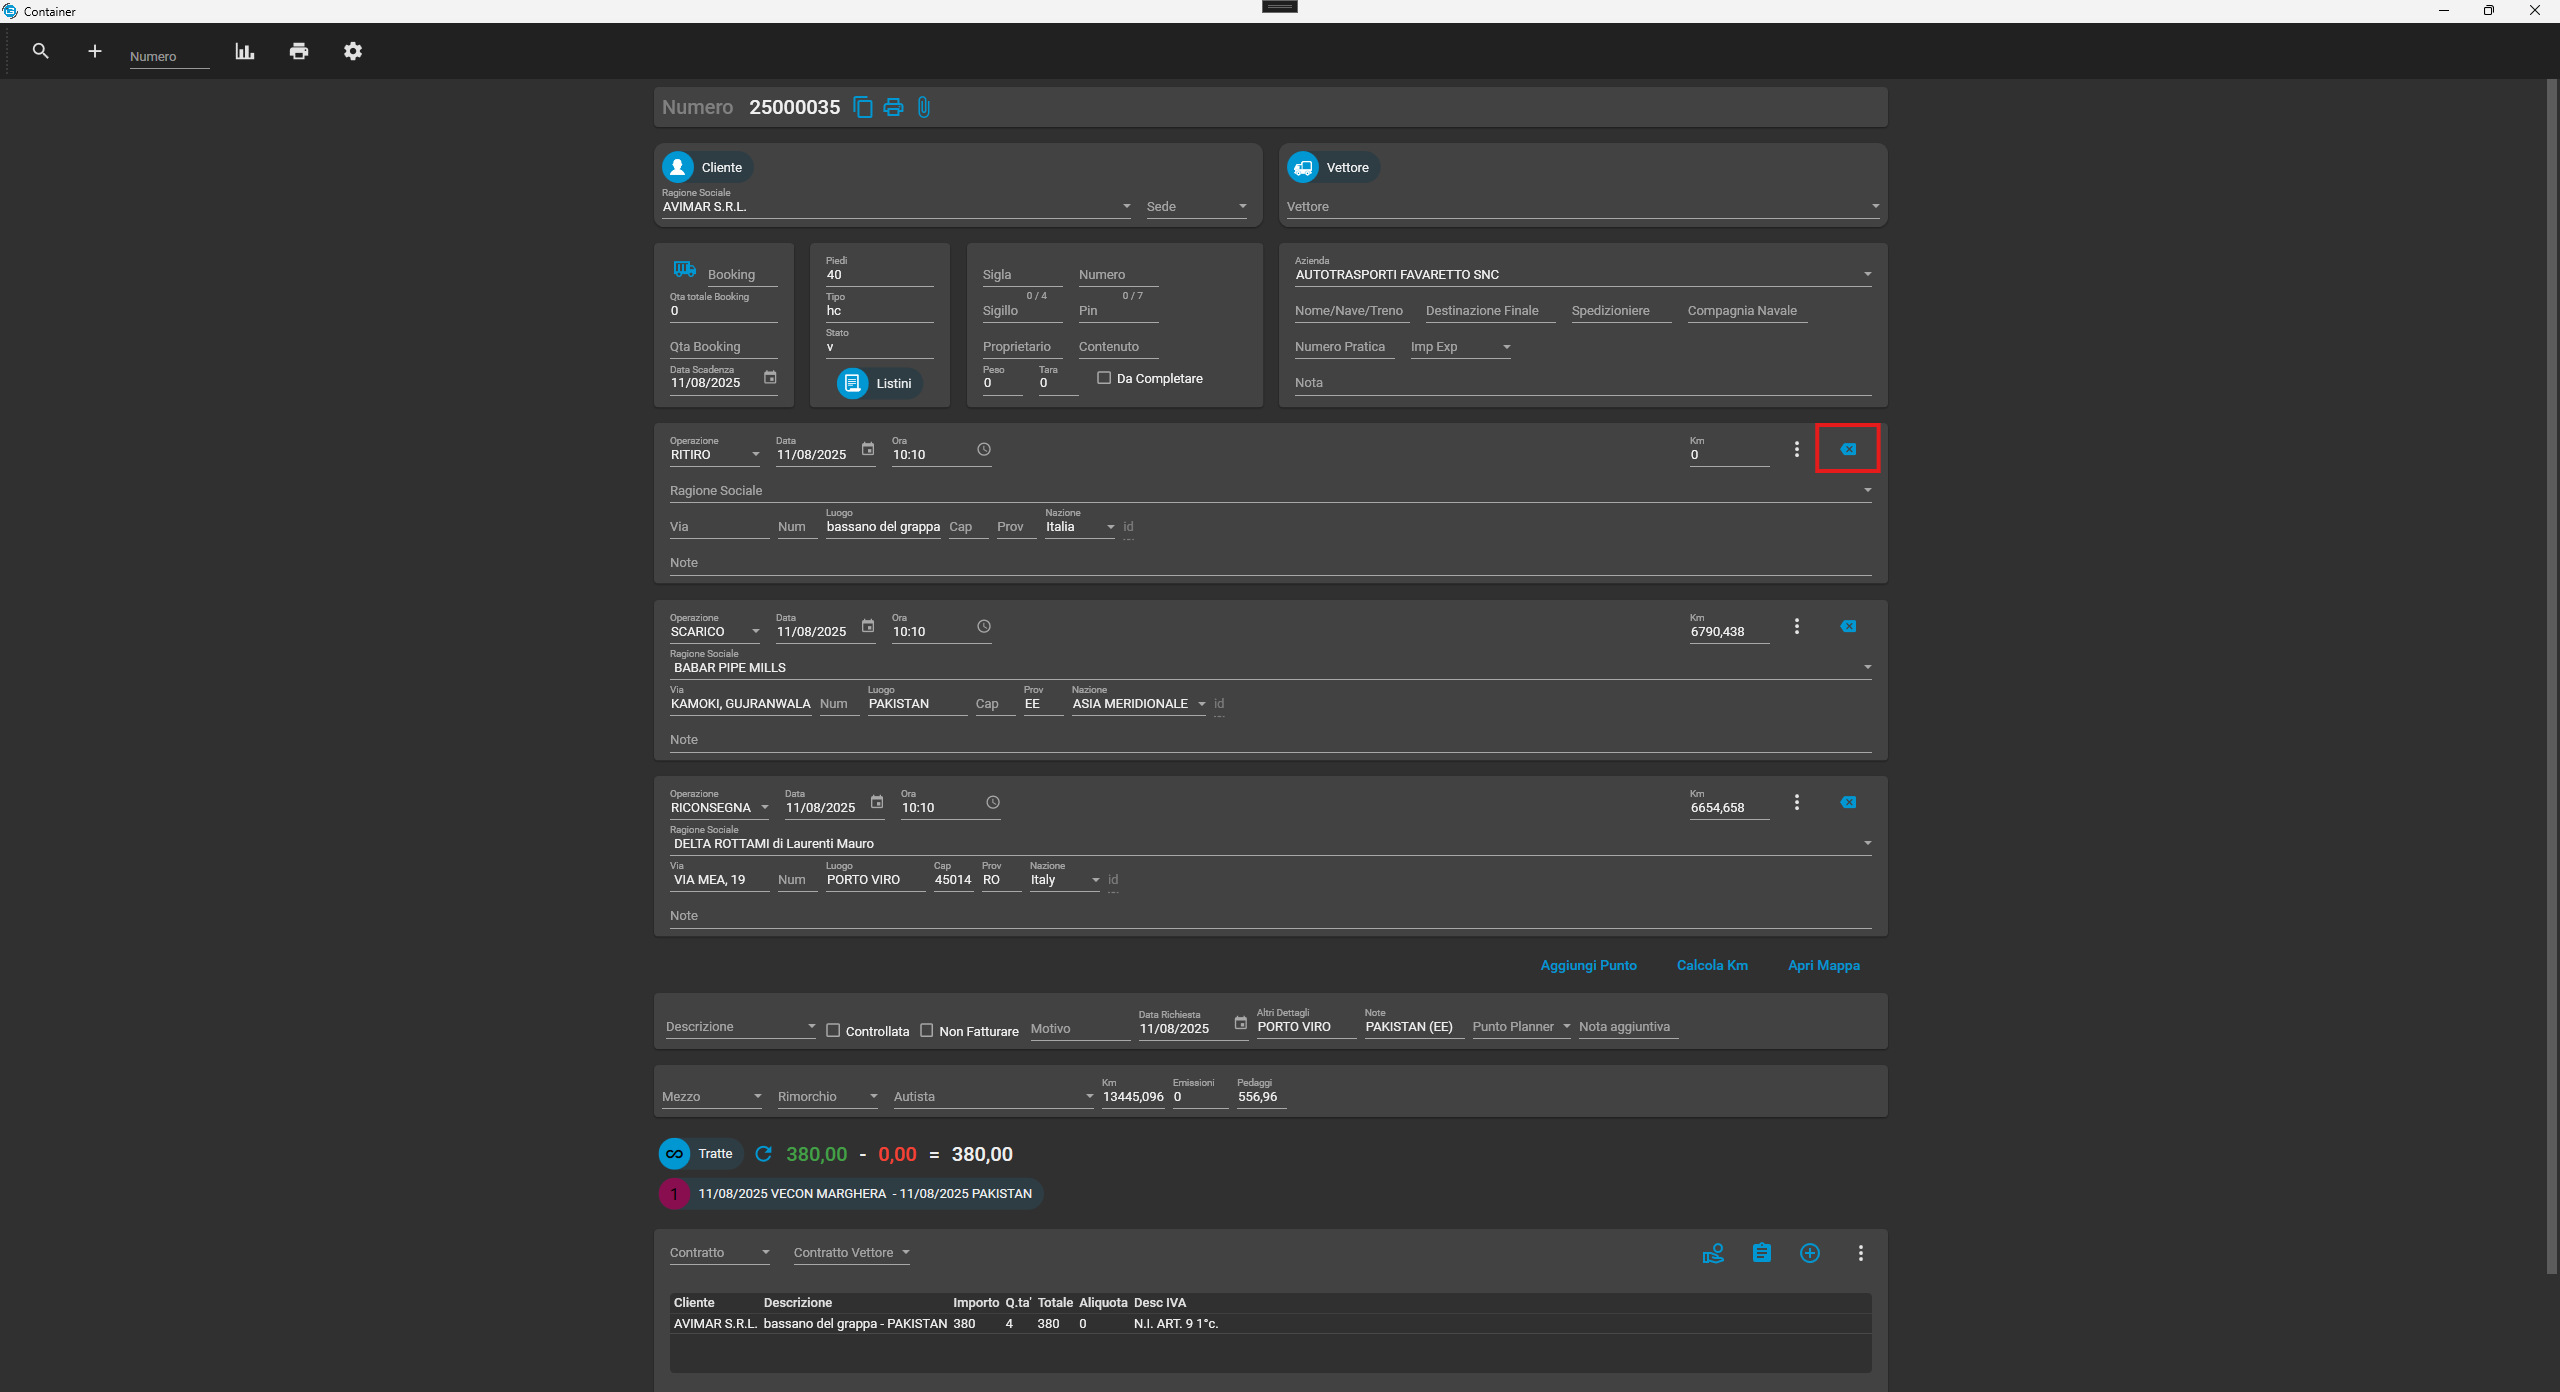 Container
Numero
Numero 25000035
Cliente
Ragione Sociale
AVIMAR S.R.L.
Sede
Vettore
Vettore
Booking
Qta totale Booking
0
Qta Booking
Data Scadenza
11/08/2025
Piedi
40
Tipo
hc
Stato
v
Listini
Sigla
Numero
0 / 4
0 / 7
Sigillo
Pin
Proprietario
Contenuto
Peso
0
Tara
0
Da Completare
Azienda
AUTOTRASPORTI FAVARETTO SNC
Nome/Nave/Treno
Destinazione Finale
Spedizioniere
Compagnia Navale
Numero Pratica
Imp Exp
Nota
Operazione
RITIRO
Data
11/08/2025
Ora
10:10
Km
0
Ragione Sociale
Via
Num
Luogo
bassano del grappa
Cap
Prov
Nazione
Italia
id
Note
Operazione
SCARICO
Data
11/08/2025
Ora
10:10
Km
6790,438
Ragione Sociale
BABAR PIPE MILLS
Via
KAMOKI, GUJRANWALA
Num
Luogo
PAKISTAN
Cap
Prov
EE
Nazione
ASIA MERIDIONALE
id
Note
Operazione
RICONSEGNA
Data
11/08/2025
Ora
10:10
Km
6654,658
Ragione Sociale
DELTA ROTTAMI di Laurenti Mauro
Via
VIA MEA, 19
Num
Luogo
PORTO VIRO
Cap
45014
Prov
RO
Nazione
Italy
id
Note
Aggiungi Punto
Calcola Km
Apri Mappa
Descrizione
Controllata
Non Fatturare
Motivo
Data Richiesta
11/08/2025
Altri Dettagli
PORTO VIRO
Note
PAKISTAN (EE)
Punto Planner
Nota aggiuntiva
Mezzo
Rimorchio
Autista
Km
13445,096
Emissioni
0
Pedaggi
556,96
Tratte
380,00 - 0,00 = 380,00
1 11/08/2025 VECON MARGHERA - 11/08/2025 PAKISTAN
Contratto
Contratto Vettore
Cliente Descrizione Importo Q.ta' Totale Aliquota Desc IVA
AVIMAR S.R.L. bassano del grappa - PAKISTAN 380 4 380 0 N.I. ART. 9 1°c.